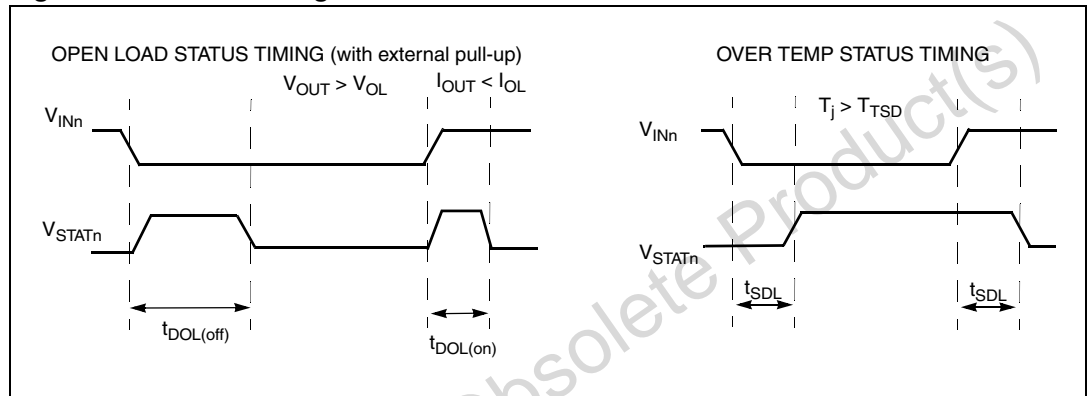 OPEN LOAD STATUS TIMING (with external pull-up)
V_OUT > V_OL
I_OUT < I_OL
V_INn
V_STATn
t_DOL(off)
t_DOL(on)
OVER TEMP STATUS TIMING
T_j > T_TSD
V_INn
V_STATn
t_SDL
t_SDL
Obsolete Product(s)